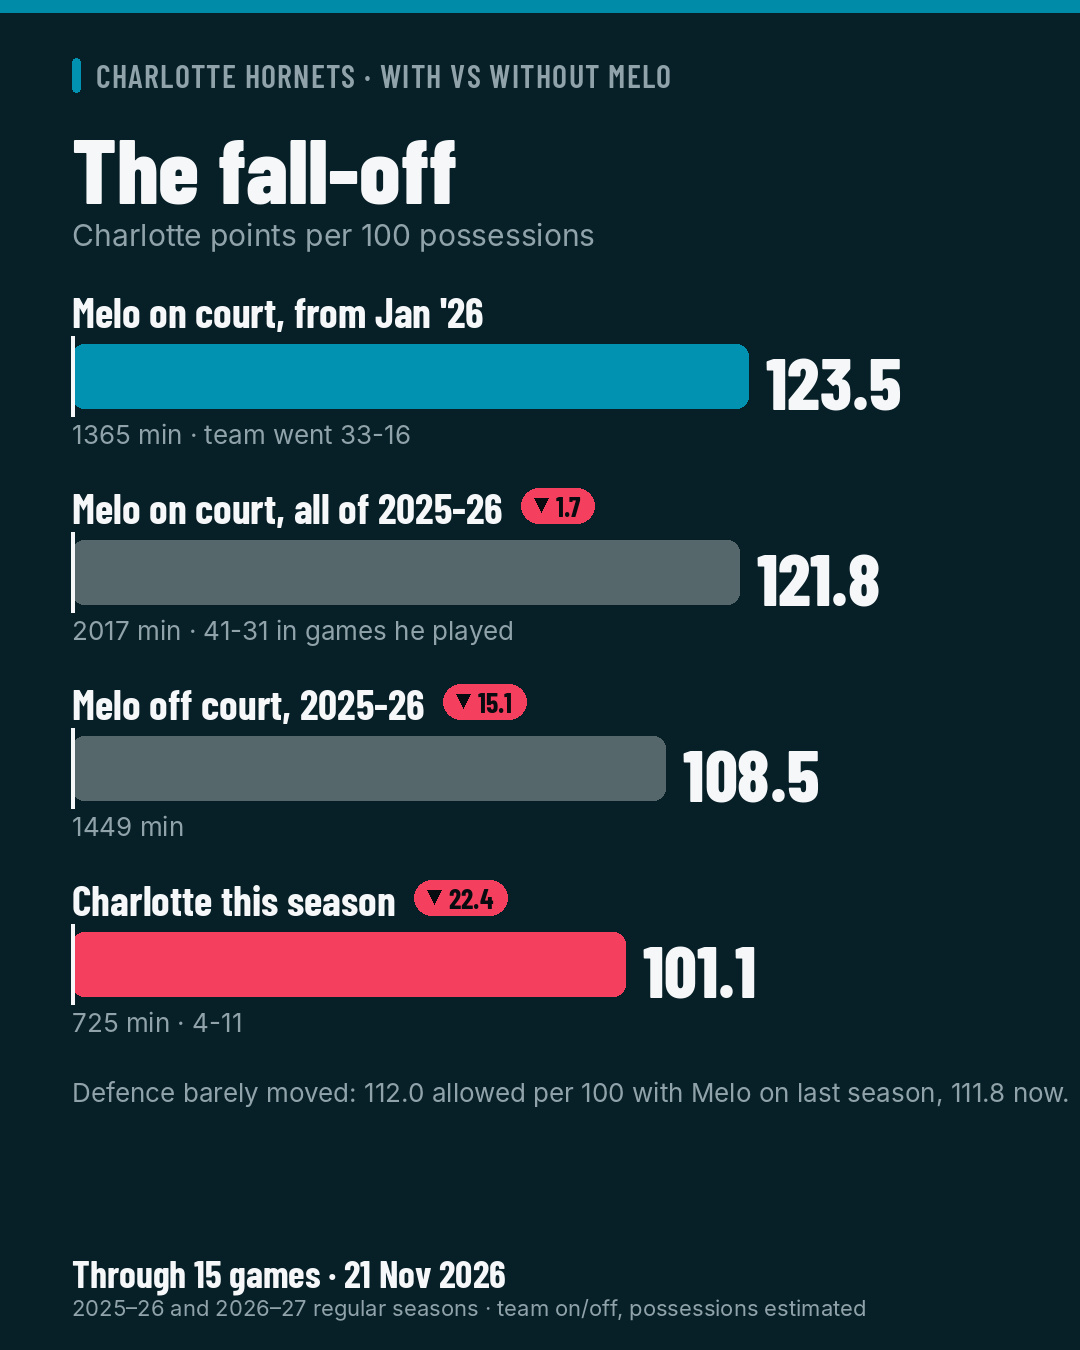 CHARLOTTE HORNETS · WITH VS WITHOUT MELO
The fall-off
Charlotte points per 100 possessions
Melo on court, from Jan '26
123.5
1365 min · team went 33-16
Melo on court, all of 2025-26 ▼ 1.7
121.8
2017 min · 41-31 in games he played
Melo off court, 2025-26 ▼ 15.1
108.5
1449 min
Charlotte this season ▼ 22.4
101.1
725 min · 4-11
Defence barely moved: 112.0 allowed per 100 with Melo on last season, 111.8 now.
Through 15 games · 21 Nov 2026
2025–26 and 2026–27 regular seasons · team on/off, possessions estimated